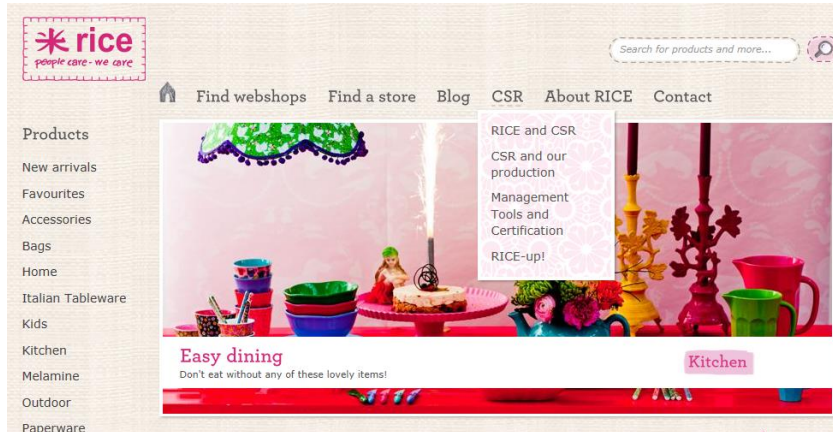 rice
people care - we care
Search for products and more...
Find webshops Find a store Blog CSR About RICE Contact
RICE and CSR
CSR and our
production
Management
Tools and
Certification
RICE-up!
Products
New arrivals
Favourites
Accessories
Bags
Home
Italian Tableware
Kids
Kitchen
Melamine
Outdoor
Paperware
Easy dining
Don't eat without any of these lovely items!
Kitchen